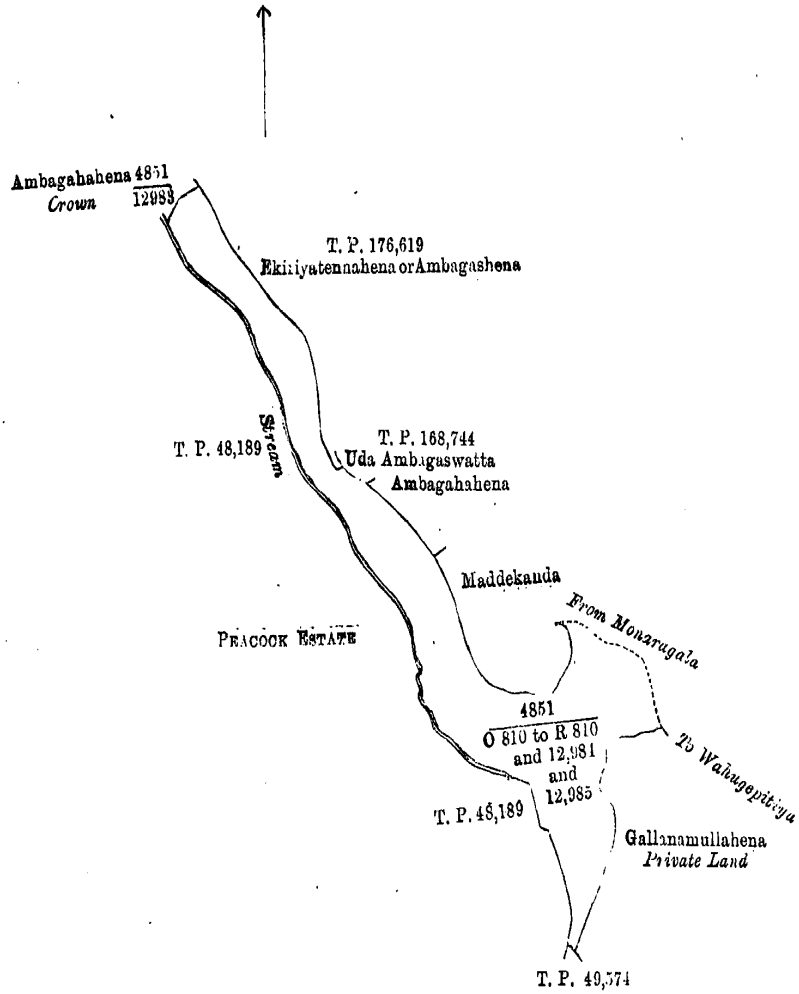 Ambagahahena 4851
Crown 12983
T. P. 176,619
Ekiriyatennahena or Ambagashena
T. P. 48,189
Stream
T. P. 168,744
Uda Ambagaswatta
Ambagahahena
Maddekanda
From Monaragala
PEACOCK ESTATE
4851
O 810 to R 810
and 12,981
and
12,985
To Wahugepitiya
T. P. 48,189
Gallanamullahena
Private Land
T. P. 49,574